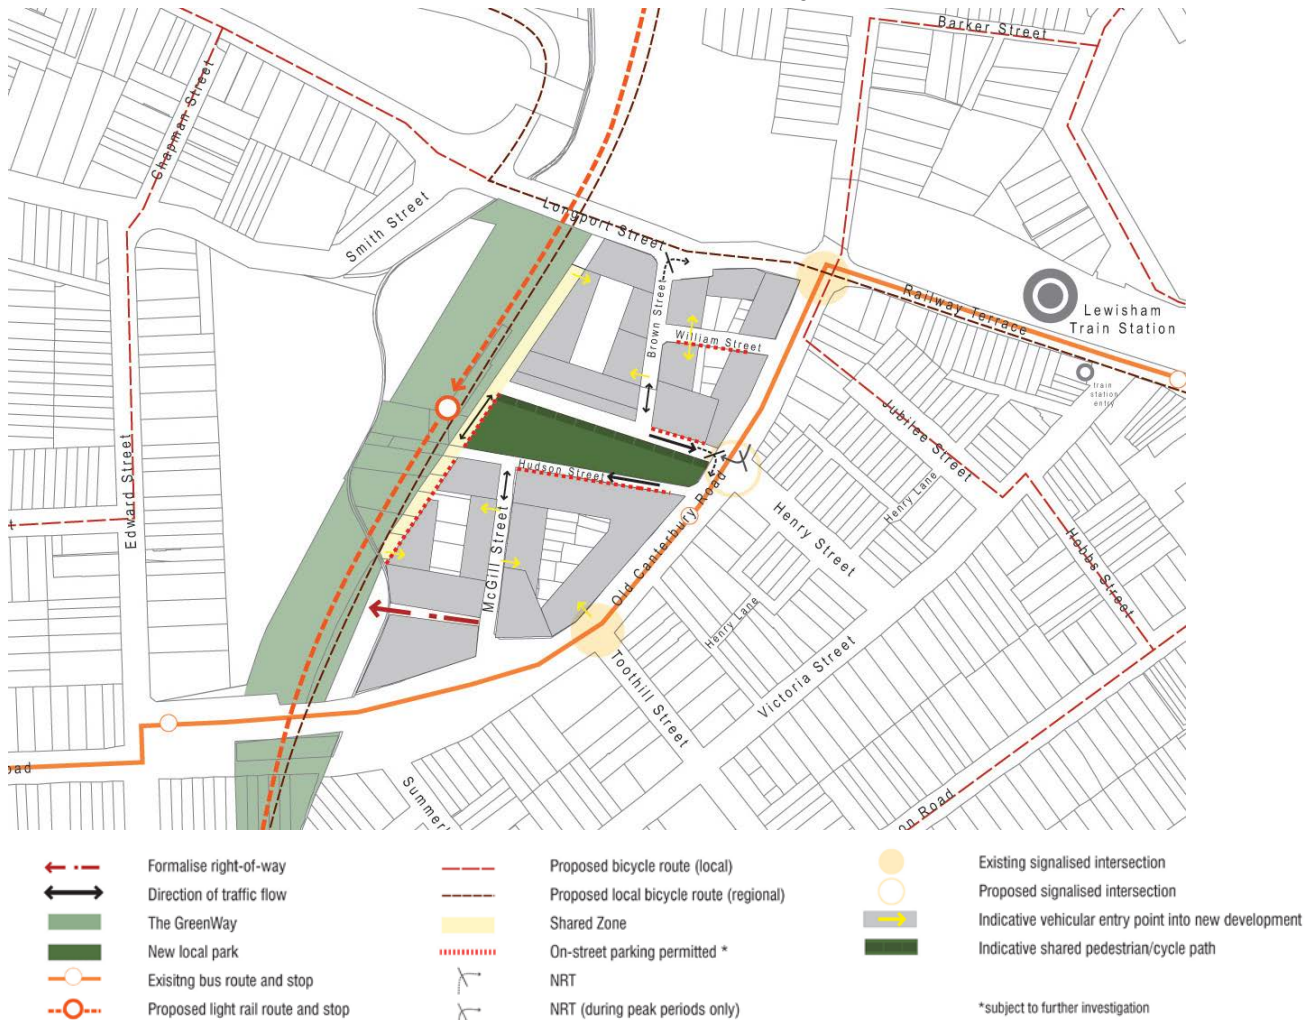 Barker Street
Chapman Street
Smith Street
Longport Street
Railway Terrace
Lewisham
Train Station
Brown Street
William Street
train
station
entry
Jubilee Street
Edward Street
Hudson Street
Henry Lane
Henry Street
Hobbs Street
McGill Street
Old Canterbury Road
Henry Lane
Toothill Street
Victoria Street
oad
Summer
on Road
Formalise right-of-way
Direction of traffic flow
The GreenWay
New local park
Exisitng bus route and stop
Proposed light rail route and stop
Proposed bicycle route (local)
Proposed local bicycle route (regional)
Shared Zone
On-street parking permitted *
NRT
NRT (during peak periods only)
Existing signalised intersection
Proposed signalised intersection
Indicative vehicular entry point into new development
Indicative shared pedestrian/cycle path
*subject to further investigation